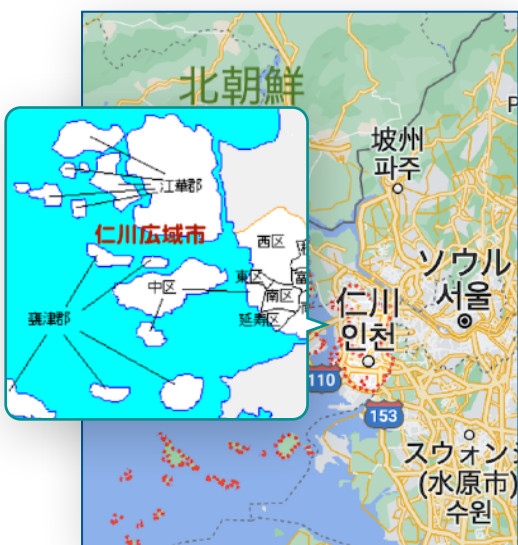 北朝鮮
P
坡州
파주
江華郡
仁川広域市
西区
中区
東区
富
南区
延寿区
甕津郡
ソウル
서울
仁川
인천
110
153
スウォン
(水原市)
수원